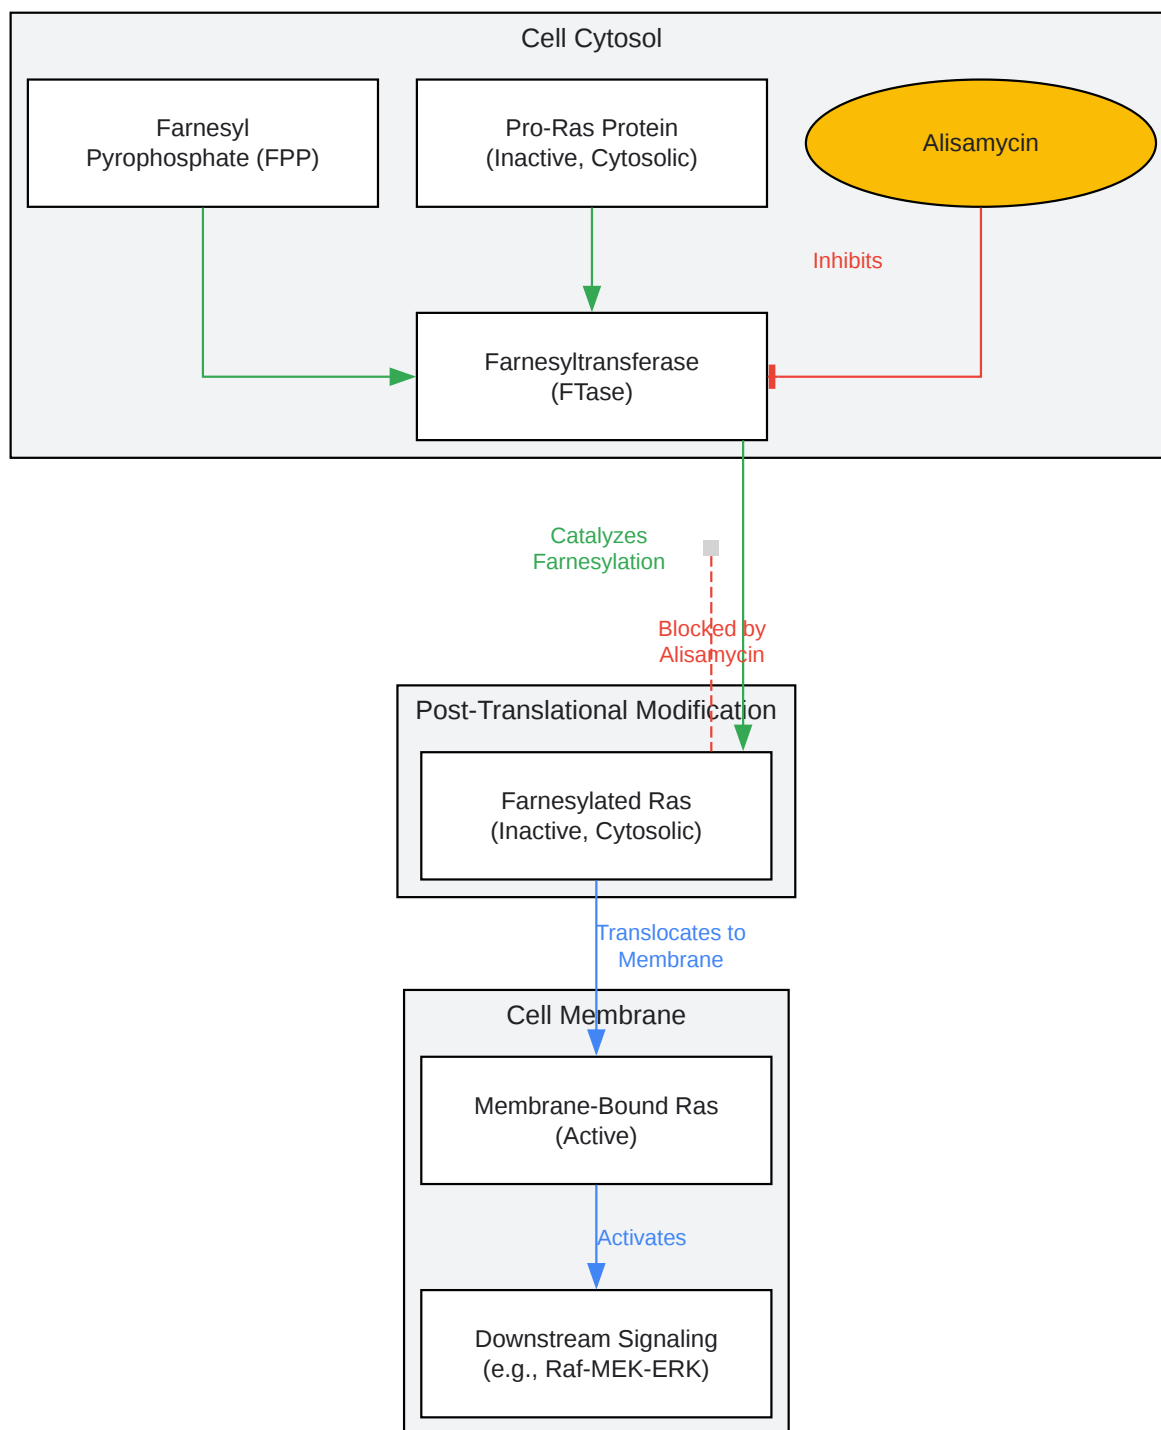 Cell Cytosol
Farnesyl
Pyrophosphate (FPP)
Pro-Ras Protein
(Inactive, Cytosolic)
Alisamycin
Inhibits
Farnesyltransferase
(FTase)
Catalyzes
Farnesylation
Blocked by
Alisamycin
Post-Translational Modification
Farnesylated Ras
(Inactive, Cytosolic)
Translocates to
Membrane
Cell Membrane
Membrane-Bound Ras
(Active)
Activates
Downstream Signaling
(e.g., Raf-MEK-ERK)